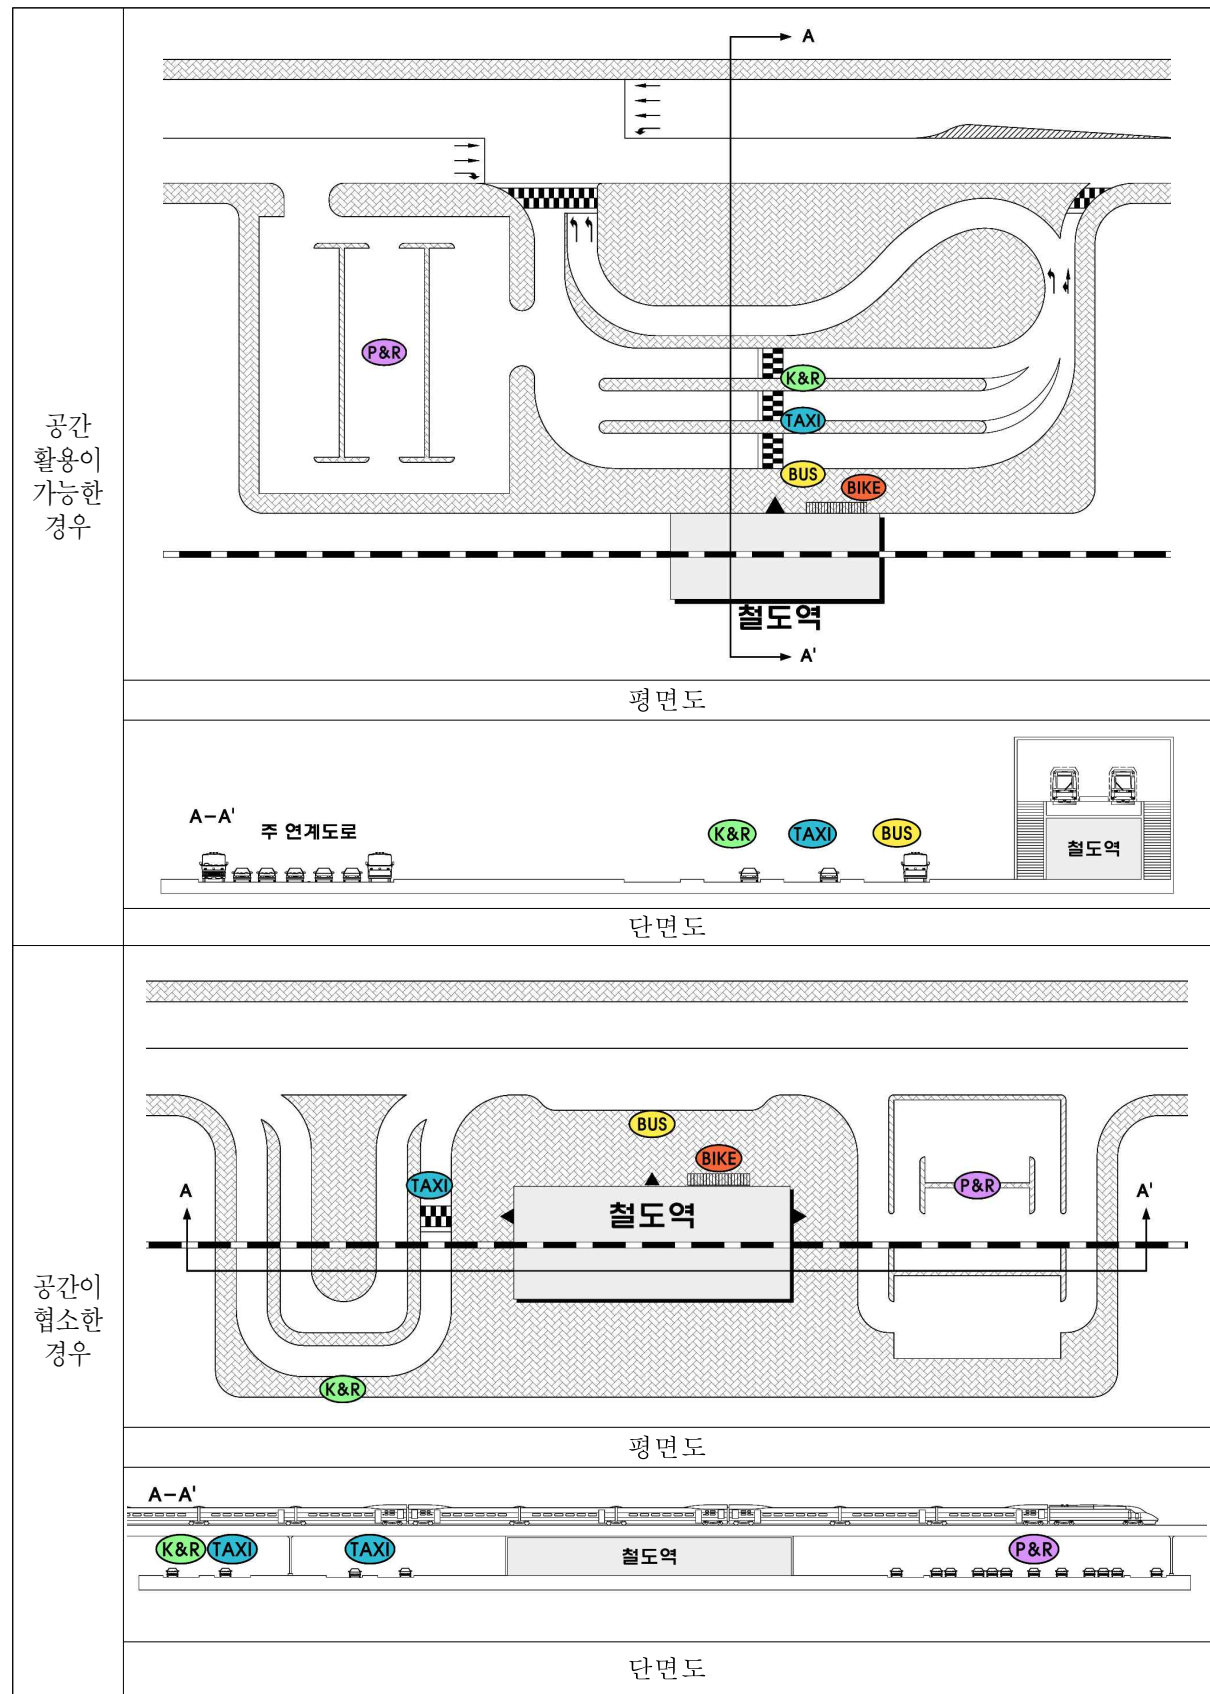 공간
활용이
가능한
경우
A
P&R
K&R
TAXI
BUS
BIKE
철도역
A'
평면도
A-A'
주 연계도로
K&R
TAXI
BUS
철도역
단면도
공간이
협소한
경우
BUS
BIKE
TAXI
P&R
A
A'
철도역
K&R
평면도
A-A'
K&R
TAXI
TAXI
철도역
P&R
단면도